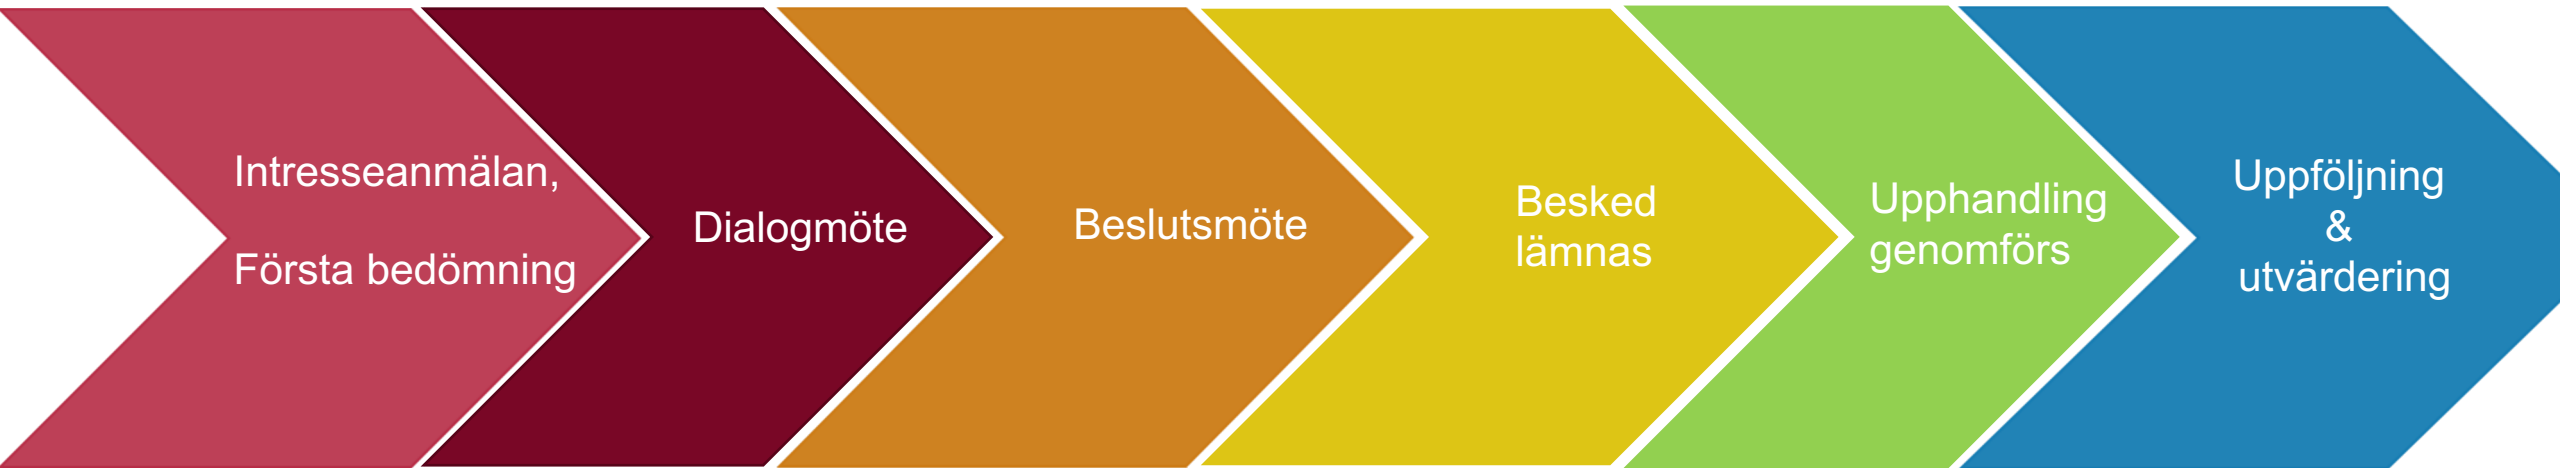 Intresseanmälan,
Första bedömning
Dialogmöte
Beslutsmöte
Besked
lämnas
Upphandling
genomförs
Uppföljning
&
utvärdering